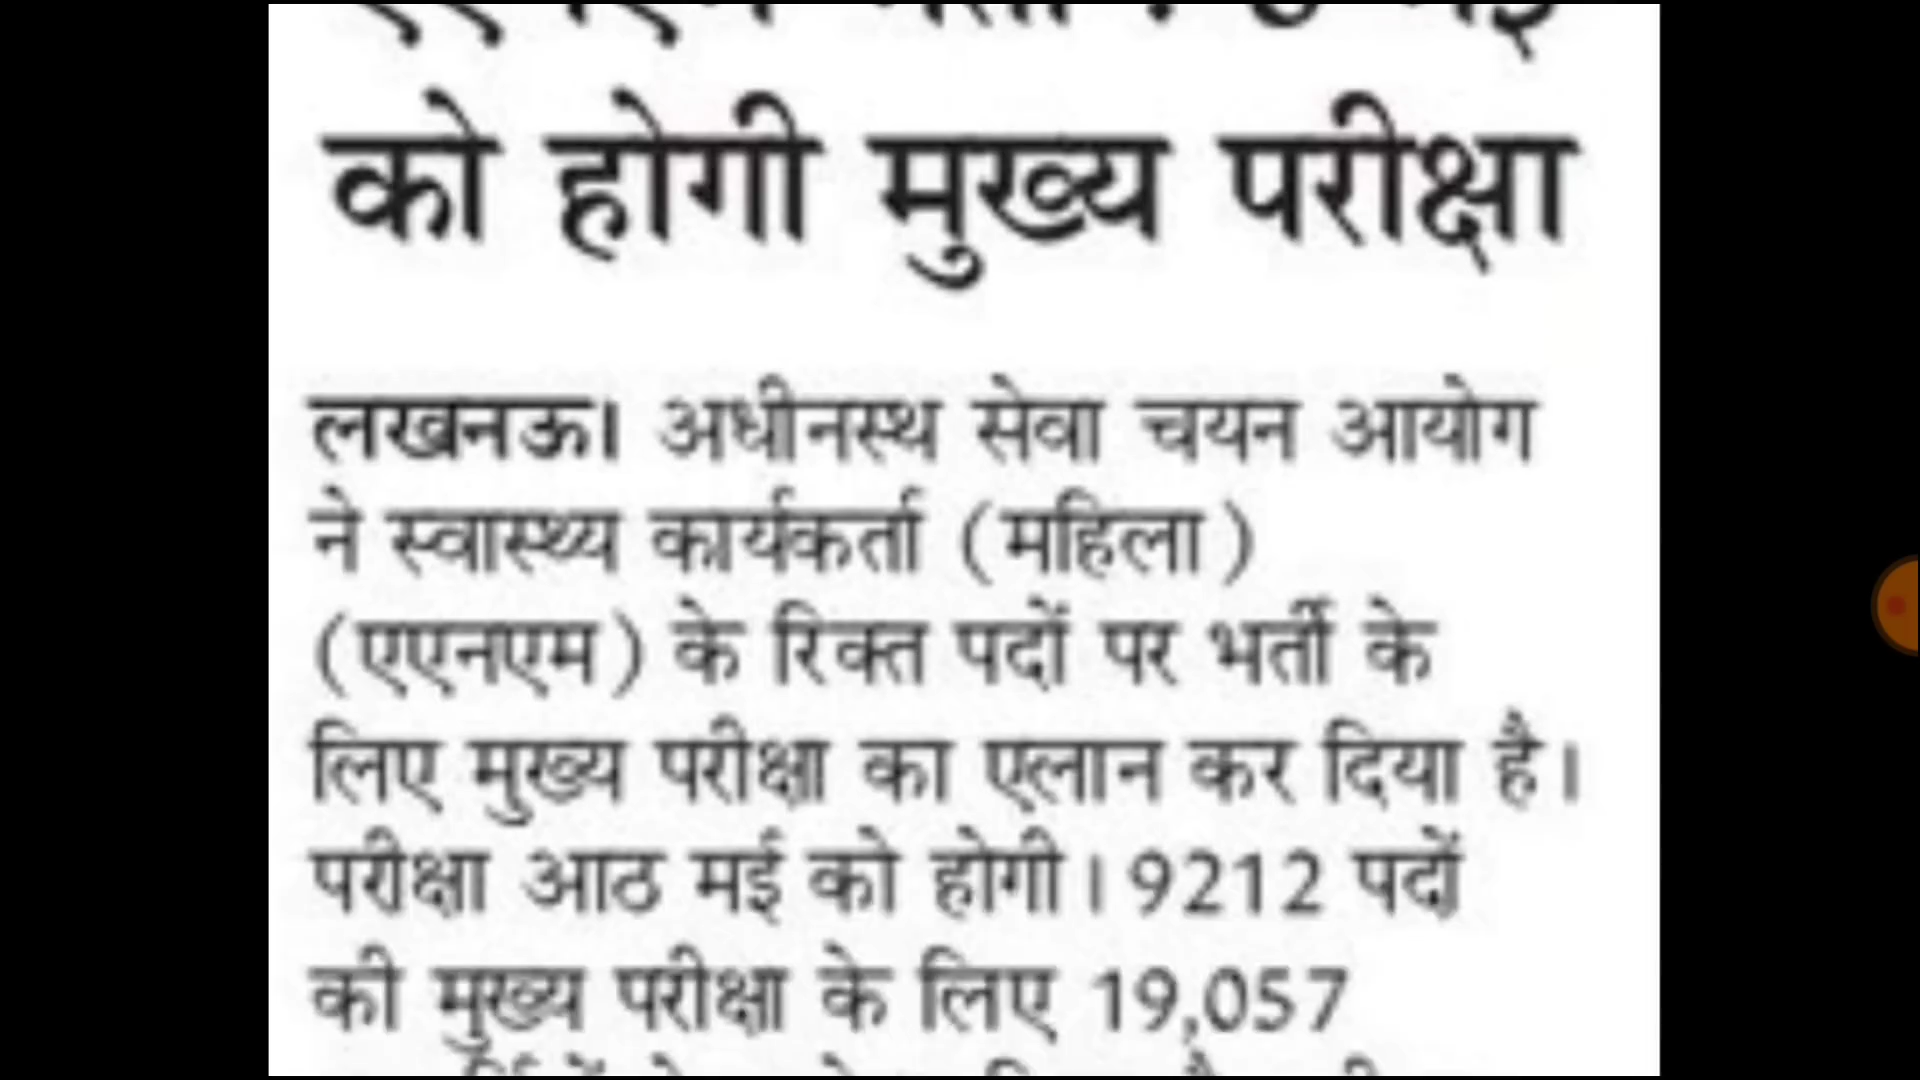 को होगी मुख्य परीक्षा
लखनऊ। अधीनस्थ सेवा चयन आयोग
ने स्वास्थ्य कार्यकर्ता (महिला)
(एएनएम) के रिक्त पदों पर भर्ती के
लिए मुख्य परीक्षा का एलान कर दिया है।
परीक्षा आठ मई को होगी। 9212 पदों
की मुख्य परीक्षा के लिए 19,057